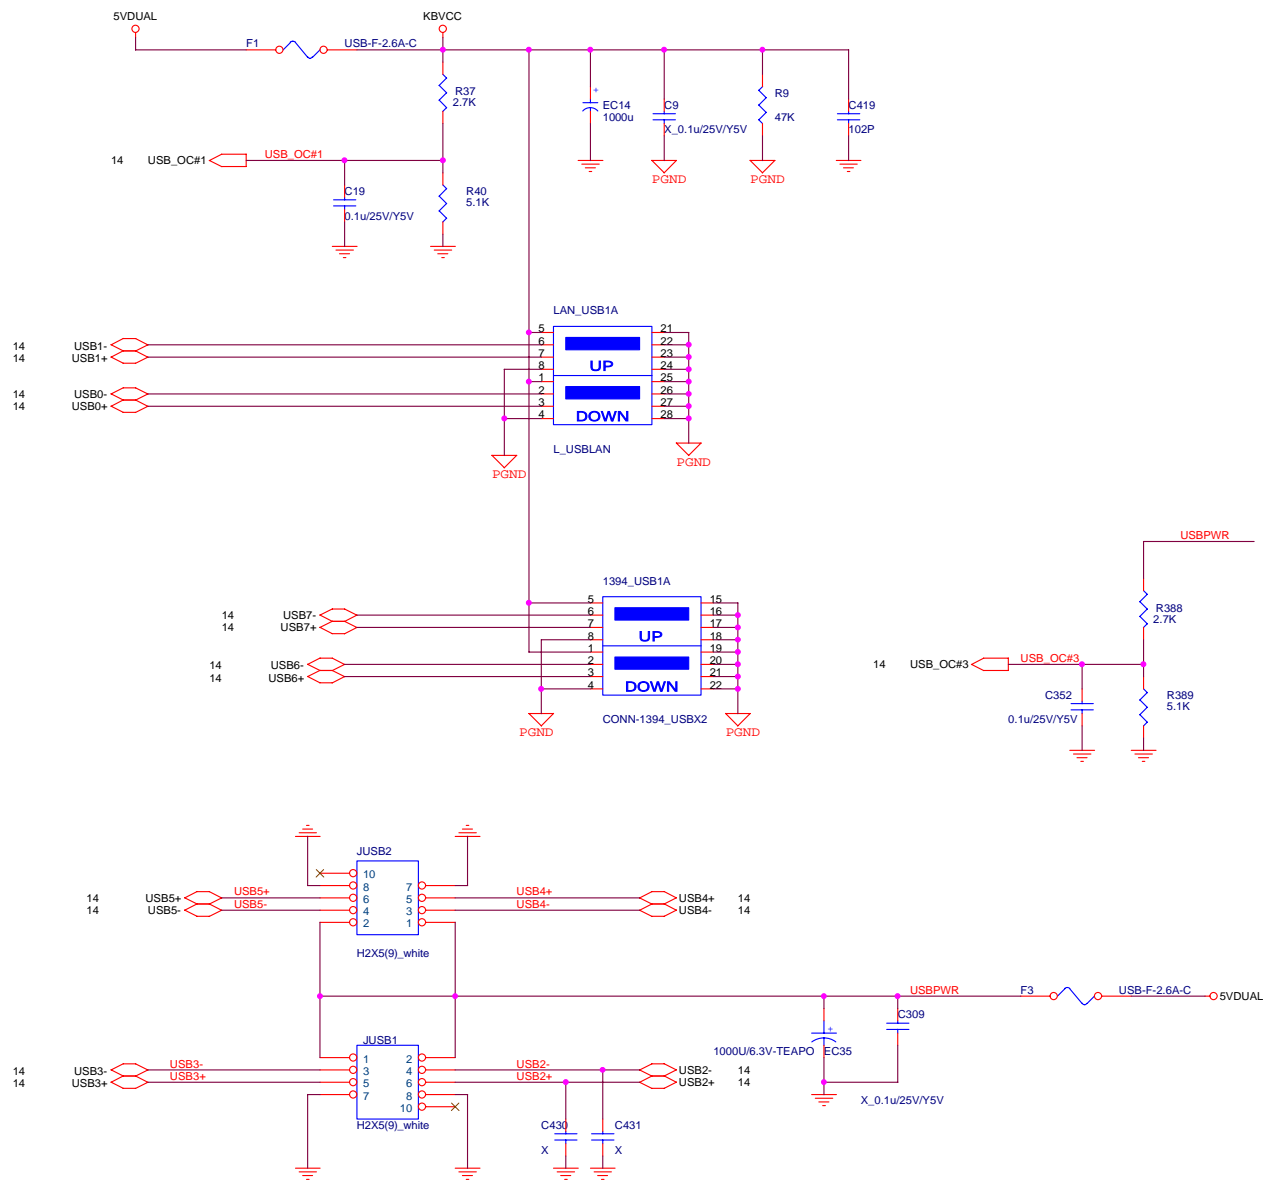 5VDUAL
KBVCC
F1
USB-F-2.6A-C
R37
2.7K
EC14
1000u
+
C9
X_0.1u/25V/Y5V
R9
47K
C419
102P
14 USB_OC#1
USB_OC#1
PGND
PGND
C19
0.1u/25V/Y5V
R40
5.1K
LAN_USB1A
14 USB1-
14 USB1+
14 USB0-
14 USB0+
5 21
6 22
7 23
8 24
UP
1 25
2 26
3 27
4 28
DOWN
L_USBLAN
PGND
PGND
USBPWR
1394_USB1A
14 USB7-
14 USB7+
14 USB6-
14 USB6+
5 15
6 16
7 17
8 18
UP
1 19
2 20
3 21
4 22
DOWN
CONN-1394_USBX2
PGND
PGND
R388
2.7K
14 USB_OC#3
USB_OC#3
C352
0.1u/25V/Y5V
R389
5.1K
JUSB2
10
8 7
14 USB5+ USB5+ 6 5 USB4+ USB4+ 14
14 USB5- USB5- 4 3 USB4- USB4- 14
2 1
H2X5(9)_white
USBPWR
F3
USB-F-2.6A-C
5VDUAL
C309
+
1000U/6.3V-TEAPO EC35
X_0.1u/25V/Y5V
JUSB1
1 2
14 USB3- USB3- 3 4 USB2- USB2- 14
14 USB3+ USB3+ 5 6 USB2+ USB2+ 14
7 8
10
H2X5(9)_white
C430
X
C431
X